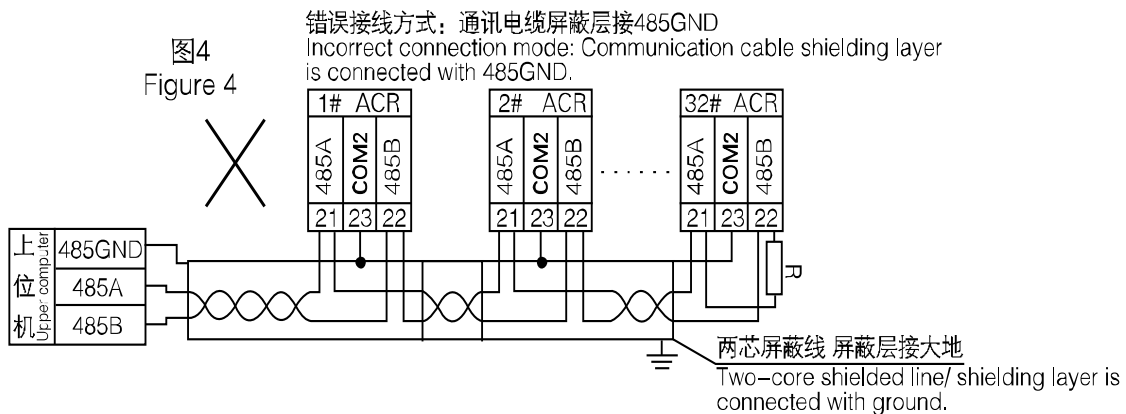 错误接线方式：通讯电缆屏蔽层接485GND
Incorrect connection mode: Communication cable shielding layer
is connected with 485GND.
图4
Figure 4
1# ACR
485A
COM2
485B
21 23 22
2# ACR
485A
COM2
485B
21 23 22
......
32# ACR
485A
COM2
485B
21 23 22
R
上位机
Upper computer
485GND
485A
485B
两芯屏蔽线 屏蔽层接大地
Two-core shielded line/ shielding layer is
connected with ground.